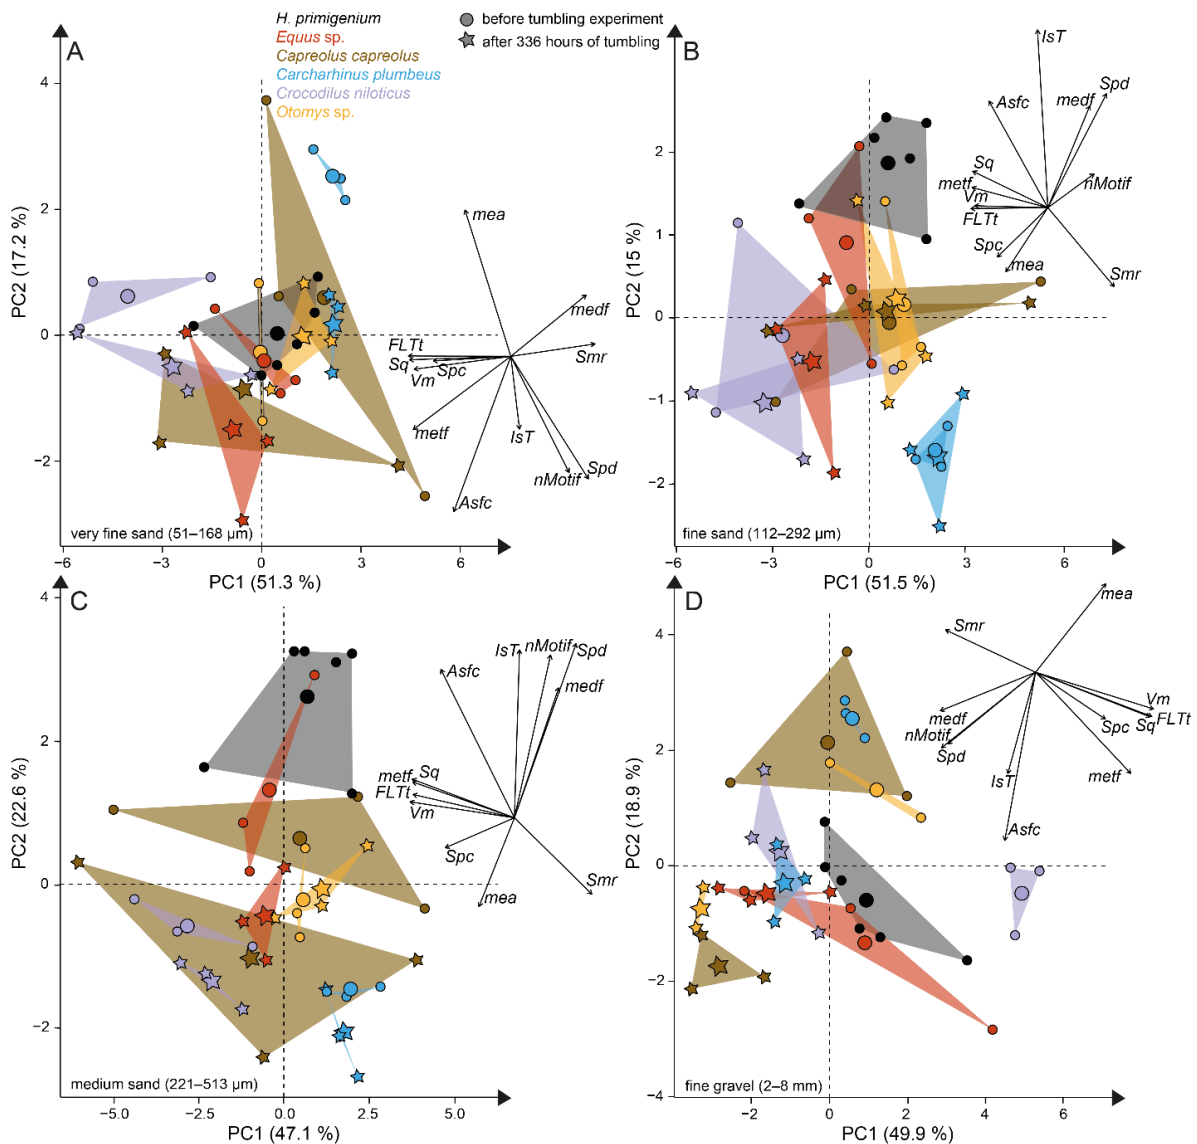 A
H. primigenium
Equus sp.
Capreolus capreolus
Carcharhinus plumbeus
Crocodilus niloticus
Otomys sp.
before tumbling experiment
after 336 hours of tumbling
PC2 (17.2 %)
4
2
0
−2
mea
medf
Smr
FLTt
Sq
Vm
Spc
metf
IsT
nMotif
Spd
Asfc
very fine sand (51–168 µm)
−6
−3
0
3
6
PC1 (51.3 %)
B
PC2 (15 %)
2
1
0
−1
−2
IsT
Spd
medf
Asfc
Sq
metf
nMotif
Vm
FLTt
Spc
mea
Smr
fine sand (112–292 µm)
−6
−3
0
3
6
PC1 (51.5 %)
C
PC2 (22.6 %)
4
2
0
−2
IsT
nMotif
Spd
Asfc
medf
metf
Sq
FLTt
Vm
Spc
mea
Smr
medium sand (221–513 µm)
−5.0
−2.5
0.0
2.5
5.0
PC1 (47.1 %)
D
PC2 (18.9 %)
4
2
0
−2
−4
mea
Smr
Vm
medf
FLTt
Spc
Sq
nMotif
Spd
metf
IsT
Asfc
fine gravel (2–8 mm)
−2
0
2
4
6
PC1 (49.9 %)